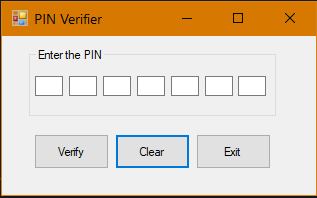 PIN Verifier
Enter the PIN
Verify Clear Exit